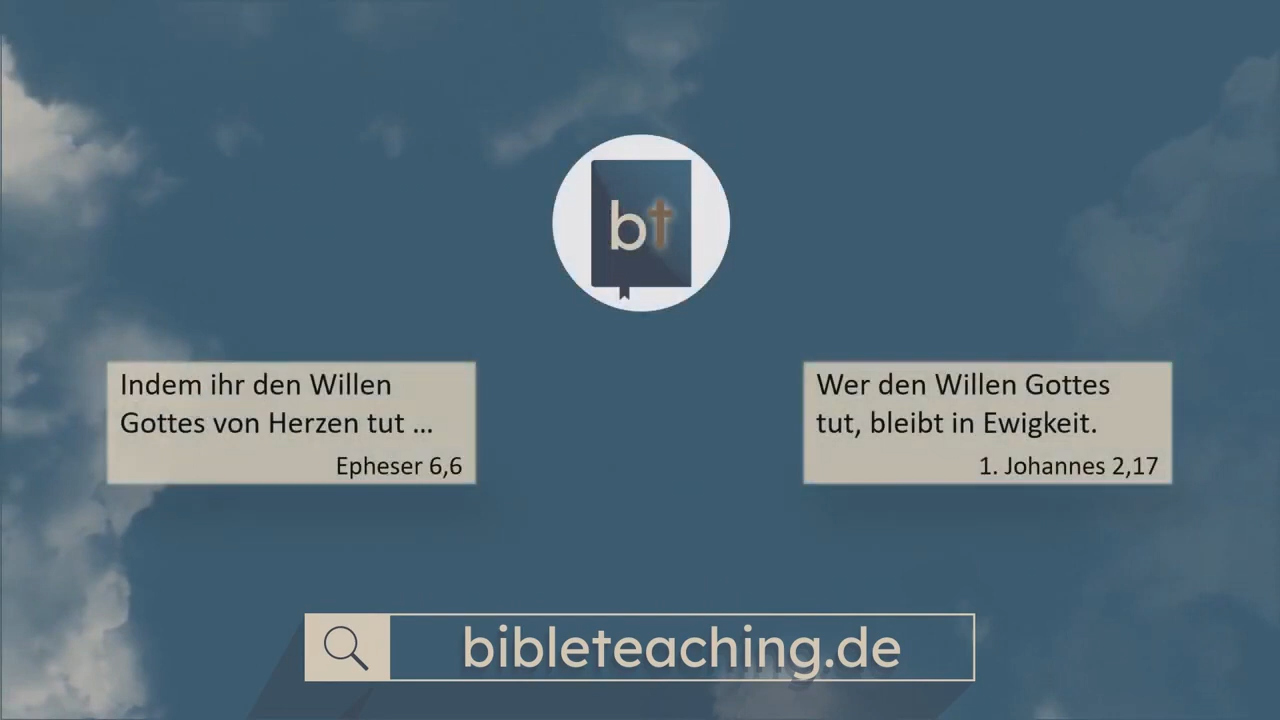 bt
Indem ihr den Willen
Gottes von Herzen tut ...
Epheser 6,6
Wer den Willen Gottes
tut, bleibt in Ewigkeit.
1. Johannes 2,17
bibleteaching.de